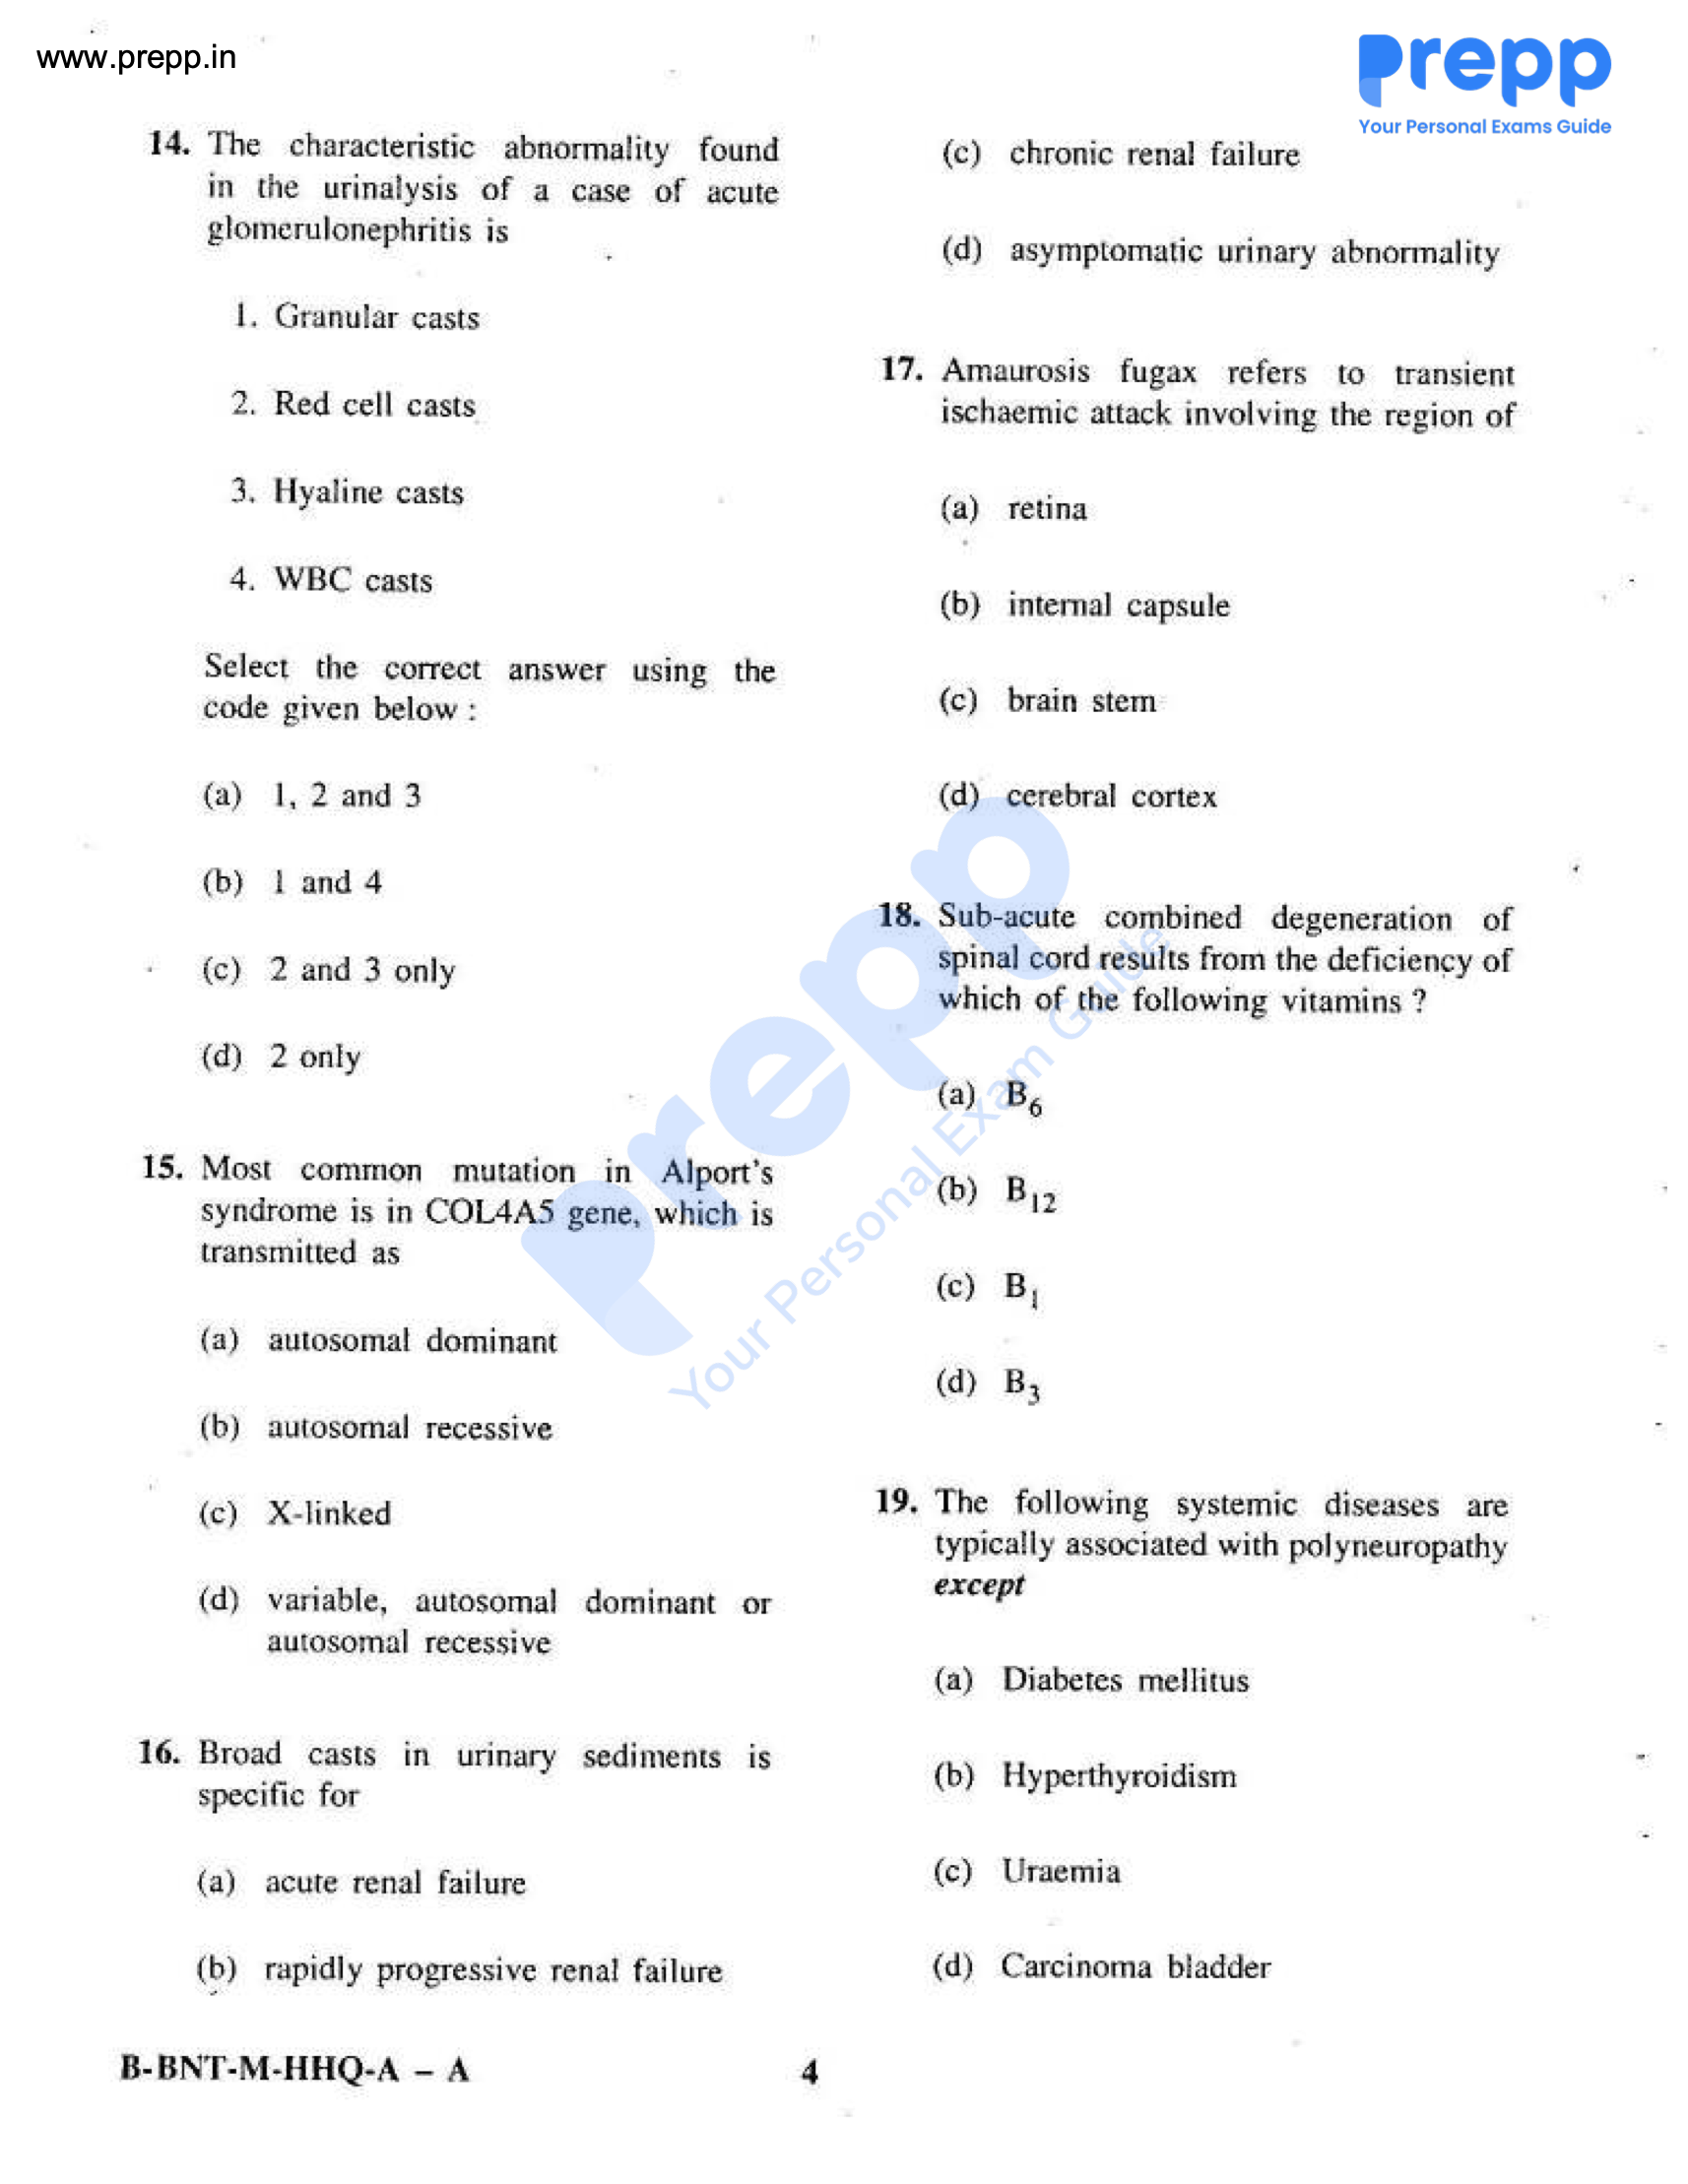 www.prepp.in
prepp
Your Personal Exams Guide
14. The characteristic abnormality found
in the urinalysis of a case of acute
glomerulonephritis is
1. Granular casts
2. Red cell casts
3. Hyaline casts
4. WBC casts
Select the correct answer using the
code given below :
(a) 1, 2 and 3
(b) 1 and 4
(c) 2 and 3 only
(d) 2 only
15. Most common mutation in Alport's
syndrome is in COL4A5 gene, which is
transmitted as
(a) autosomal dominant
(b) autosomal recessive
(c) X-linked
(d) variable, autosomal dominant or
autosomal recessive
16. Broad casts in urinary sediments is
specific for
(a) acute renal failure
(b) rapidly progressive renal failure
(c) chronic renal failure
(d) asymptomatic urinary abnormality
17. Amaurosis fugax refers to transient
ischaemic attack involving the region of
(a) retina
(b) internal capsule
(c) brain stem
(d) cerebral cortex
18. Sub-acute combined degeneration of
spinal cord results from the deficiency of
which of the following vitamins ?
(a) B6
(b) B12
(c) B1
(d) B3
19. The following systemic diseases are
typically associated with polyneuropathy
except
(a) Diabetes mellitus
(b) Hyperthyroidism
(c) Uraemia
(d) Carcinoma bladder
prepp
Your Personal Exam Guide
B-BNT-M-HHQ-A – A
4